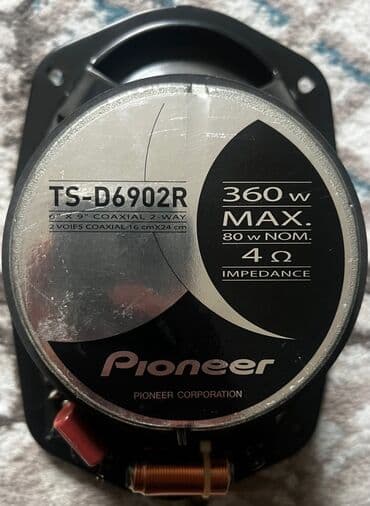 TS-D6902R
6" X 9" COAXIAL 2-WAY
2 VOIES COAXIAL 16 cmX24 cm
360 w
MAX.
80 w NOM.
4 Ω
IMPEDANCE
Pioneer
PIONEER CORPORATION